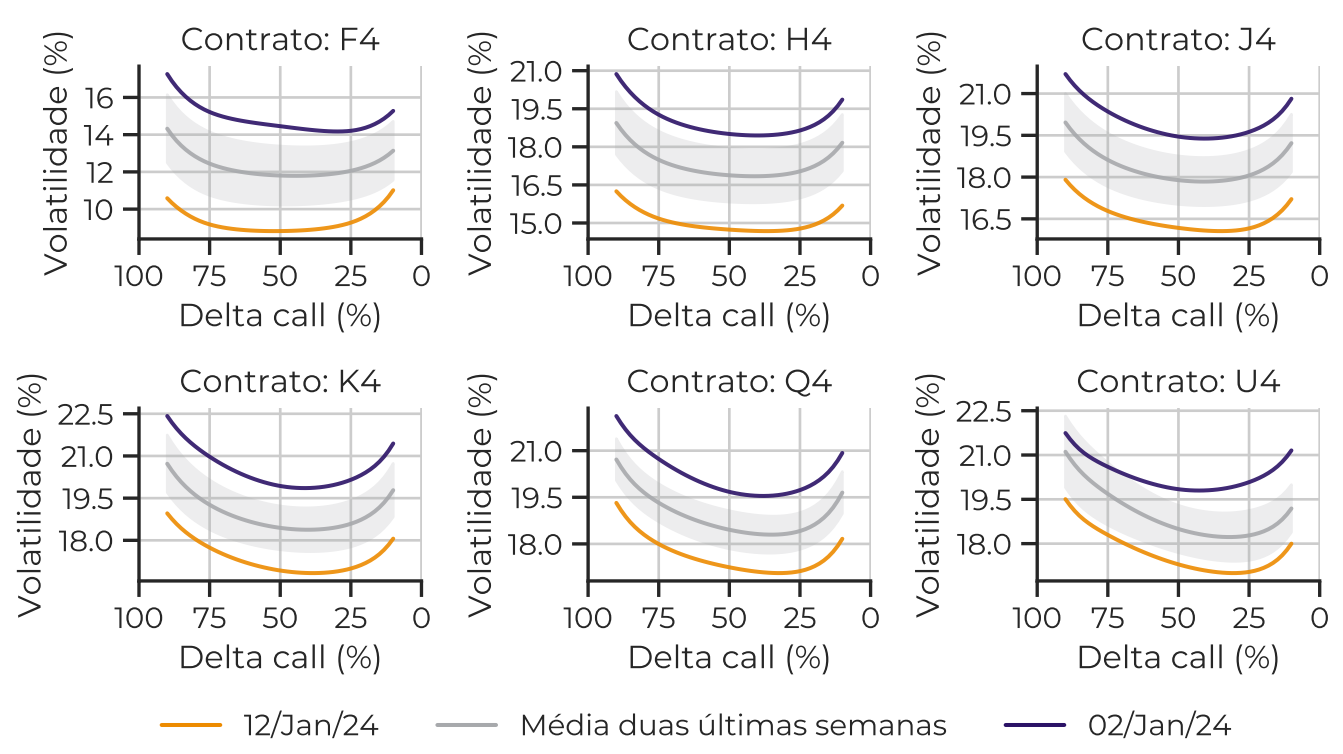 Contrato: F4
Volatilidade (%)
16
14
12
10
100 75 50 25 0
Delta call (%)
Contrato: H4
Volatilidade (%)
21.0
19.5
18.0
16.5
15.0
100 75 50 25 0
Delta call (%)
Contrato: J4
Volatilidade (%)
21.0
19.5
18.0
16.5
100 75 50 25 0
Delta call (%)
Contrato: K4
Volatilidade (%)
22.5
21.0
19.5
18.0
100 75 50 25 0
Delta call (%)
Contrato: Q4
Volatilidade (%)
21.0
19.5
18.0
100 75 50 25 0
Delta call (%)
Contrato: U4
Volatilidade (%)
22.5
21.0
19.5
18.0
100 75 50 25 0
Delta call (%)
12/Jan/24 Média duas últimas semanas 02/Jan/24